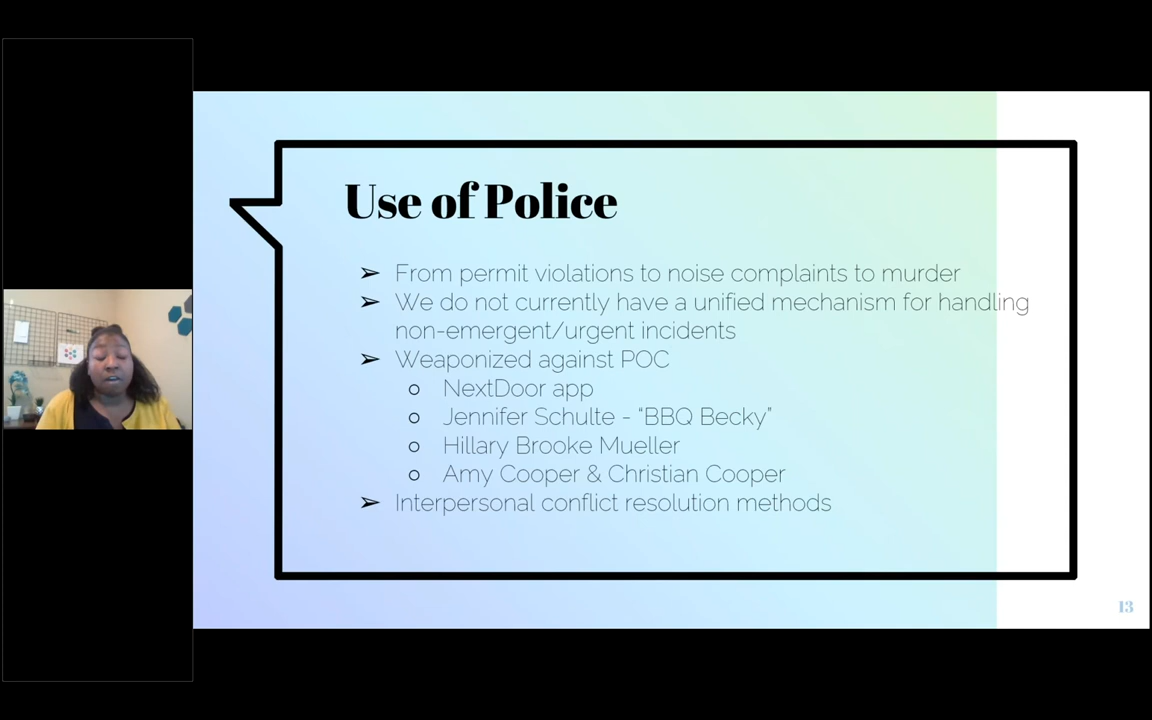 Use of Police
➢ From permit violations to noise complaints to murder
➢ We do not currently have a unified mechanism for handling
non-emergent/urgent incidents
➢ Weaponized against POC
○ NextDoor app
○ Jennifer Schulte - “BBQ Becky”
○ Hillary Brooke Mueller
○ Amy Cooper & Christian Cooper
➢ Interpersonal conflict resolution methods
13